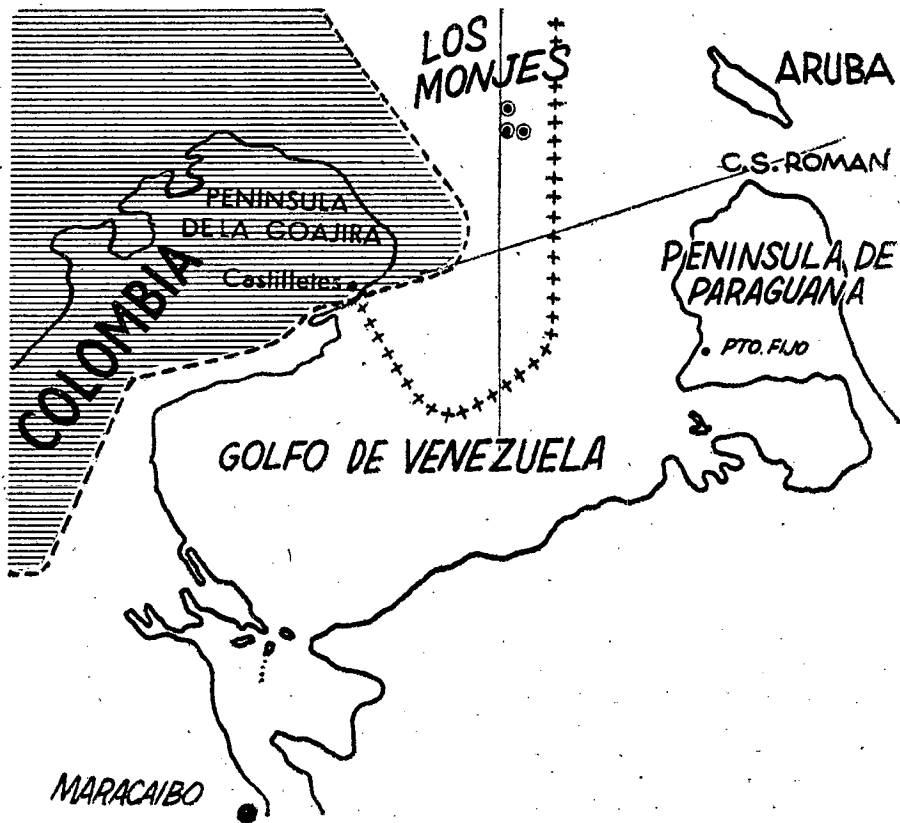 LOS
MONJES
ARUBA
C.S.ROMAN
PENINSULA
DE LA GOAJIRA
Castilletes
COLOMBIA
PENINSULA DE
PARAGUANA
PTO.FIJO
GOLFO DE VENEZUELA
MARACAIBO